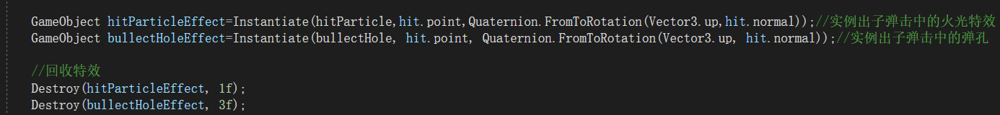 GameObject hitParticleEffect=Instantiate(hitParticle,hit.point,Quaternion.FromToRotation(Vector3.up,hit.normal));//实例出子弹击中的火光特效
GameObject bullectHoleEffect=Instantiate(bullectHole, hit.point, Quaternion.FromToRotation(Vector3.up, hit.normal));//实例出子弹击中的弹孔
//回收特效
Destroy(hitParticleEffect, 1f);
Destroy(bullectHoleEffect, 3f);